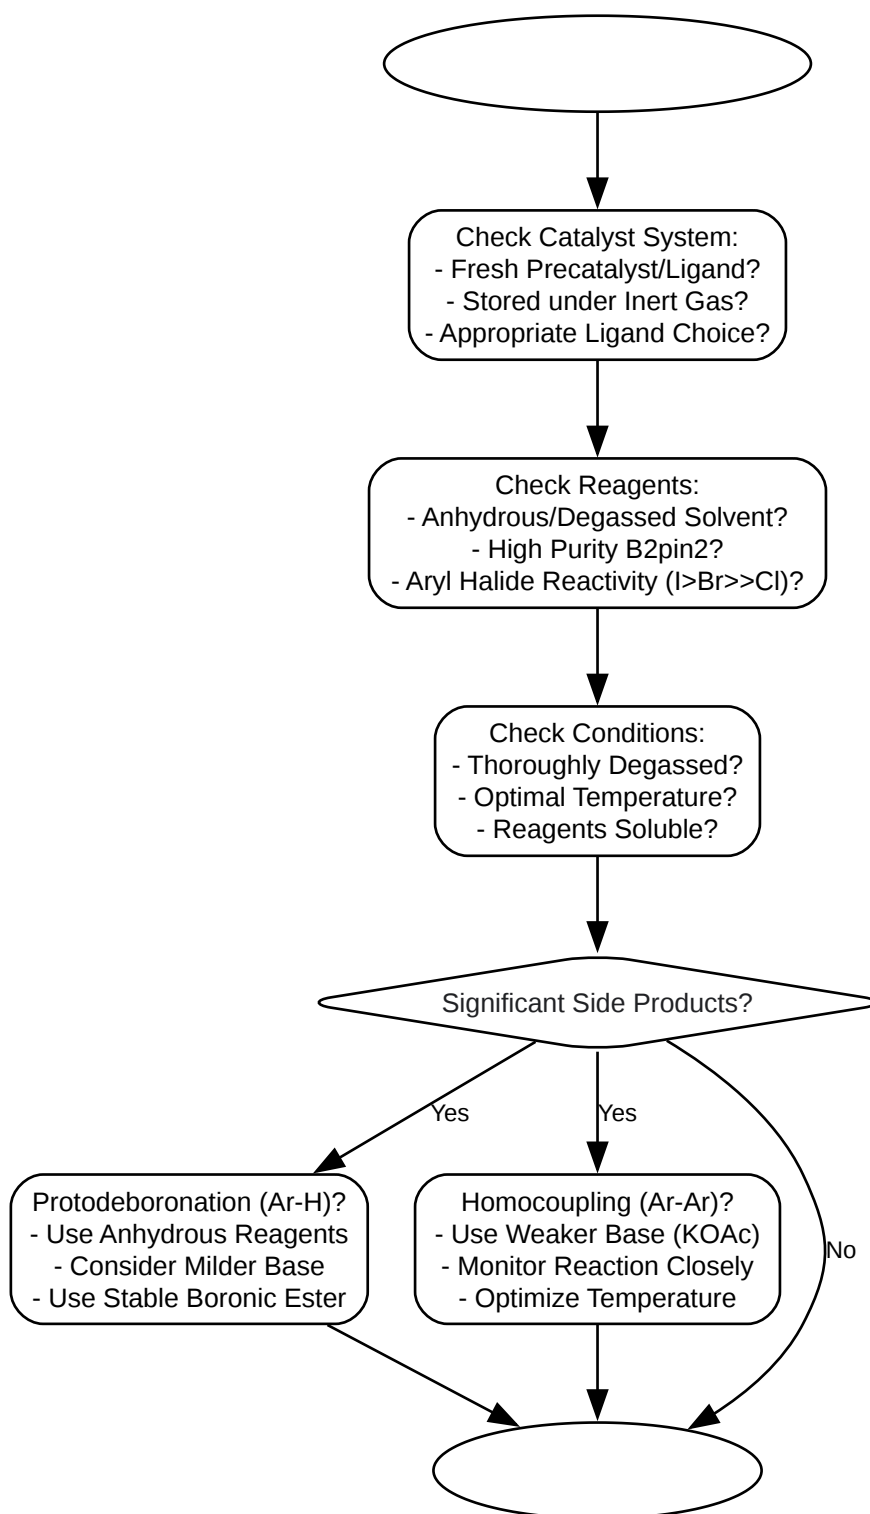 Check Catalyst System:
- Fresh Precatalyst/Ligand?
- Stored under Inert Gas?
- Appropriate Ligand Choice?
Check Reagents:
- Anhydrous/Degassed Solvent?
- High Purity B2pin2?
- Aryl Halide Reactivity (I>Br>>Cl)?
Check Conditions:
- Thoroughly Degassed?
- Optimal Temperature?
- Reagents Soluble?
Significant Side Products?
Yes
Yes
No
Protodeboronation (Ar-H)?
- Use Anhydrous Reagents
- Consider Milder Base
- Use Stable Boronic Ester
Homocoupling (Ar-Ar)?
- Use Weaker Base (KOAc)
- Monitor Reaction Closely
- Optimize Temperature